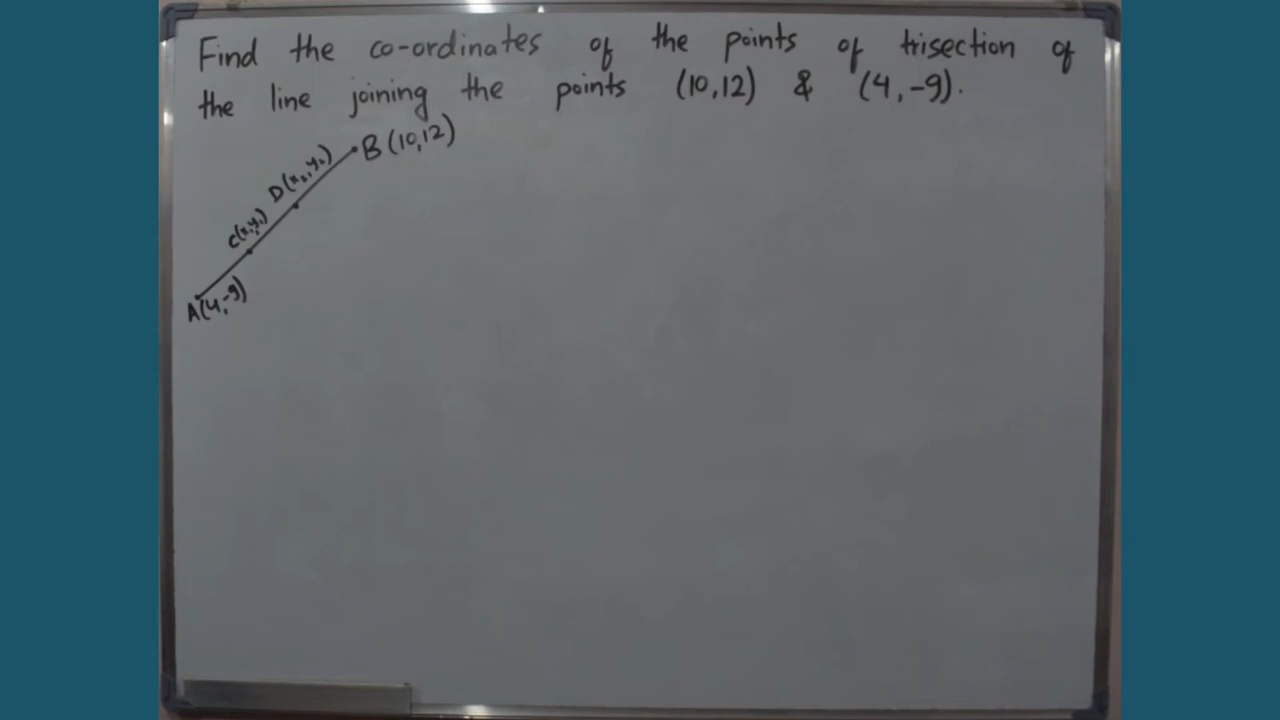 Find the co-ordinates of the points of trisection of
the line joining the points (10,12) & (4,-9).
B (10,12)
D(x₂,y₂)
C(x₁,y₁)
A(4,-9)